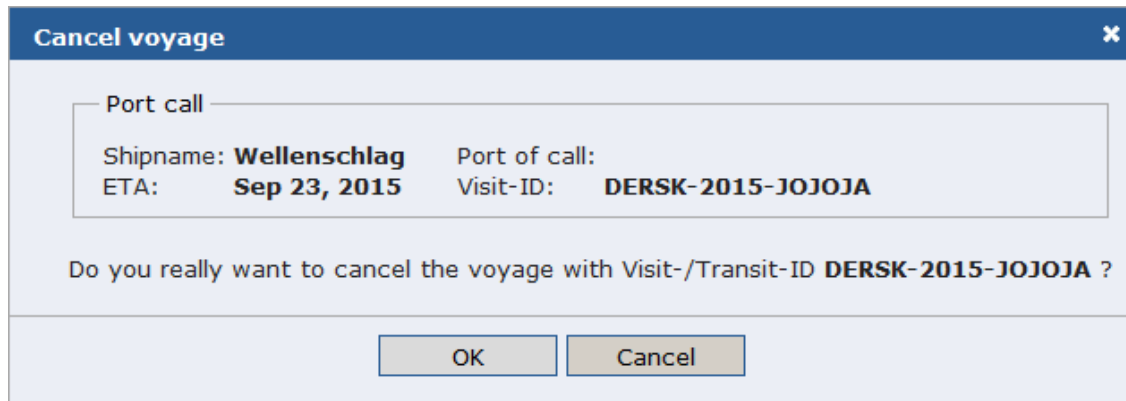 Cancel voyage
Port call
Shipname: Wellenschlag Port of call:
ETA: Sep 23, 2015 Visit-ID: DERSK-2015-JOJOJA
Do you really want to cancel the voyage with Visit-/Transit-ID DERSK-2015-JOJOJA ?
OK Cancel